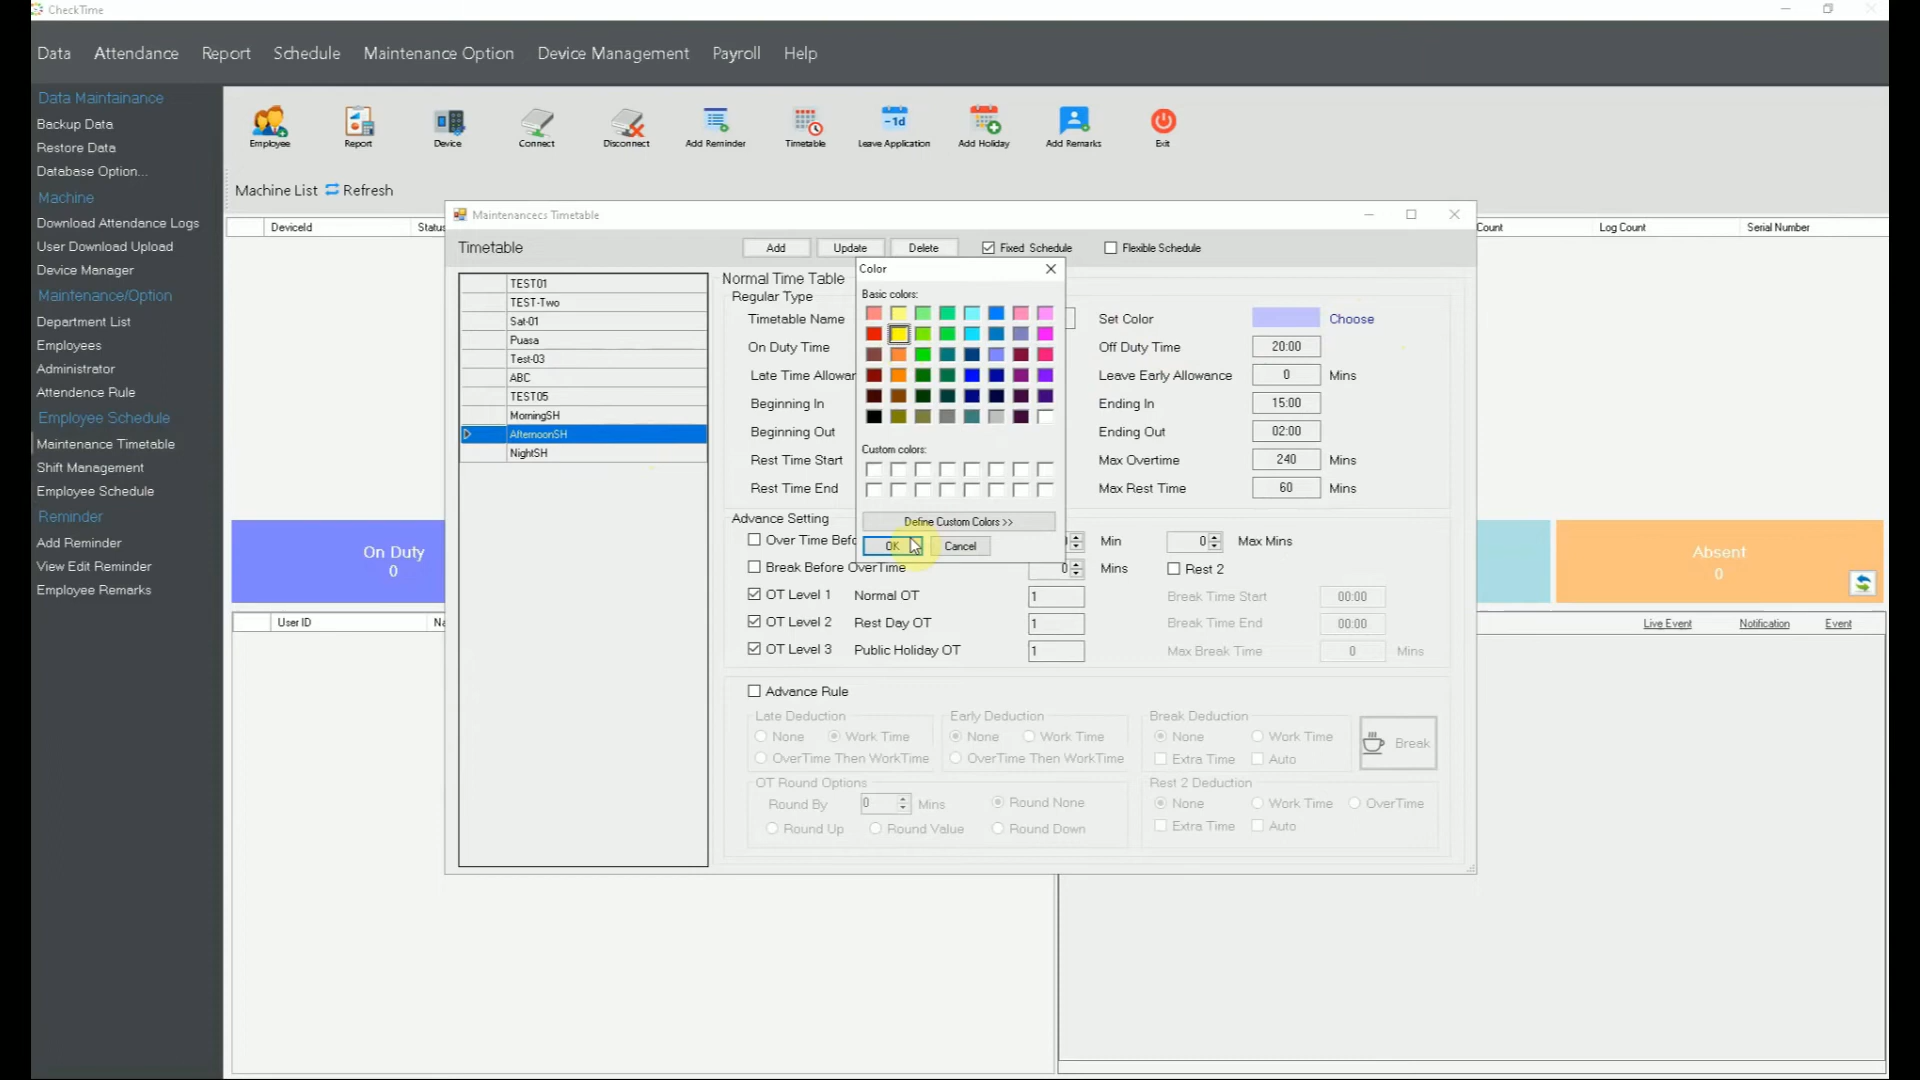 CheckTime
Data Attendance Report Schedule Maintenance Option Device Management Payroll Help
Data Maintainance
Backup Data
Restore Data
Database Option...
Machine
Download Attendance Logs
User Download Upload
Device Manager
Maintenance/Option
Department List
Employees
Administrator
Attendence Rule
Employee Schedule
Maintenance Timetable
Shift Management
Employee Schedule
Reminder
Add Reminder
View Edit Reminder
Employee Remarks
Employee Report Device Connect Disconnect Add Reminder Timetable -1d Leave Application Add Holiday Add Remarks Exit
Machine List Refresh
DeviceId Status Count Log Count Serial Number
Maintenancecs Timetable
Timetable Add Update Delete Fixed Schedule Flexible Schedule
TEST01
TEST-Two
Sat-01
Puasa
Test-03
ABC
TEST05
MorningSH
AfternoonSH
NightSH
Normal Time Table
Regular Type
Timetable Name Set Color Choose
On Duty Time Off Duty Time 20:00
Late Time Allowar Leave Early Allowance 0 Mins
Beginning In Ending In 15:00
Beginning Out Ending Out 02:00
Rest Time Start Max Overtime 240 Mins
Rest Time End Max Rest Time 60 Mins
Color
Basic colors:
Custom colors:
Define Custom Colors >>
OK Cancel
Advance Setting
Over Time Befo Min 0 Max Mins
Break Before OverTime 0 Mins Rest 2
OT Level 1 Normal OT 1 Break Time Start 00:00
OT Level 2 Rest Day OT 1 Break Time End 00:00
OT Level 3 Public Holiday OT 1 Max Break Time 0 Mins
Advance Rule
Late Deduction Early Deduction Break Deduction
None Work Time None Work Time None Work Time Break
OverTime Then WorkTime OverTime Then WorkTime Extra Time Auto
OT Round Options Rest 2 Deduction
Round By 0 Mins Round None None Work Time OverTime
Round Up Round Value Round Down Extra Time Auto
On Duty
0
Absent
0
User ID Na Live Event Notification Event